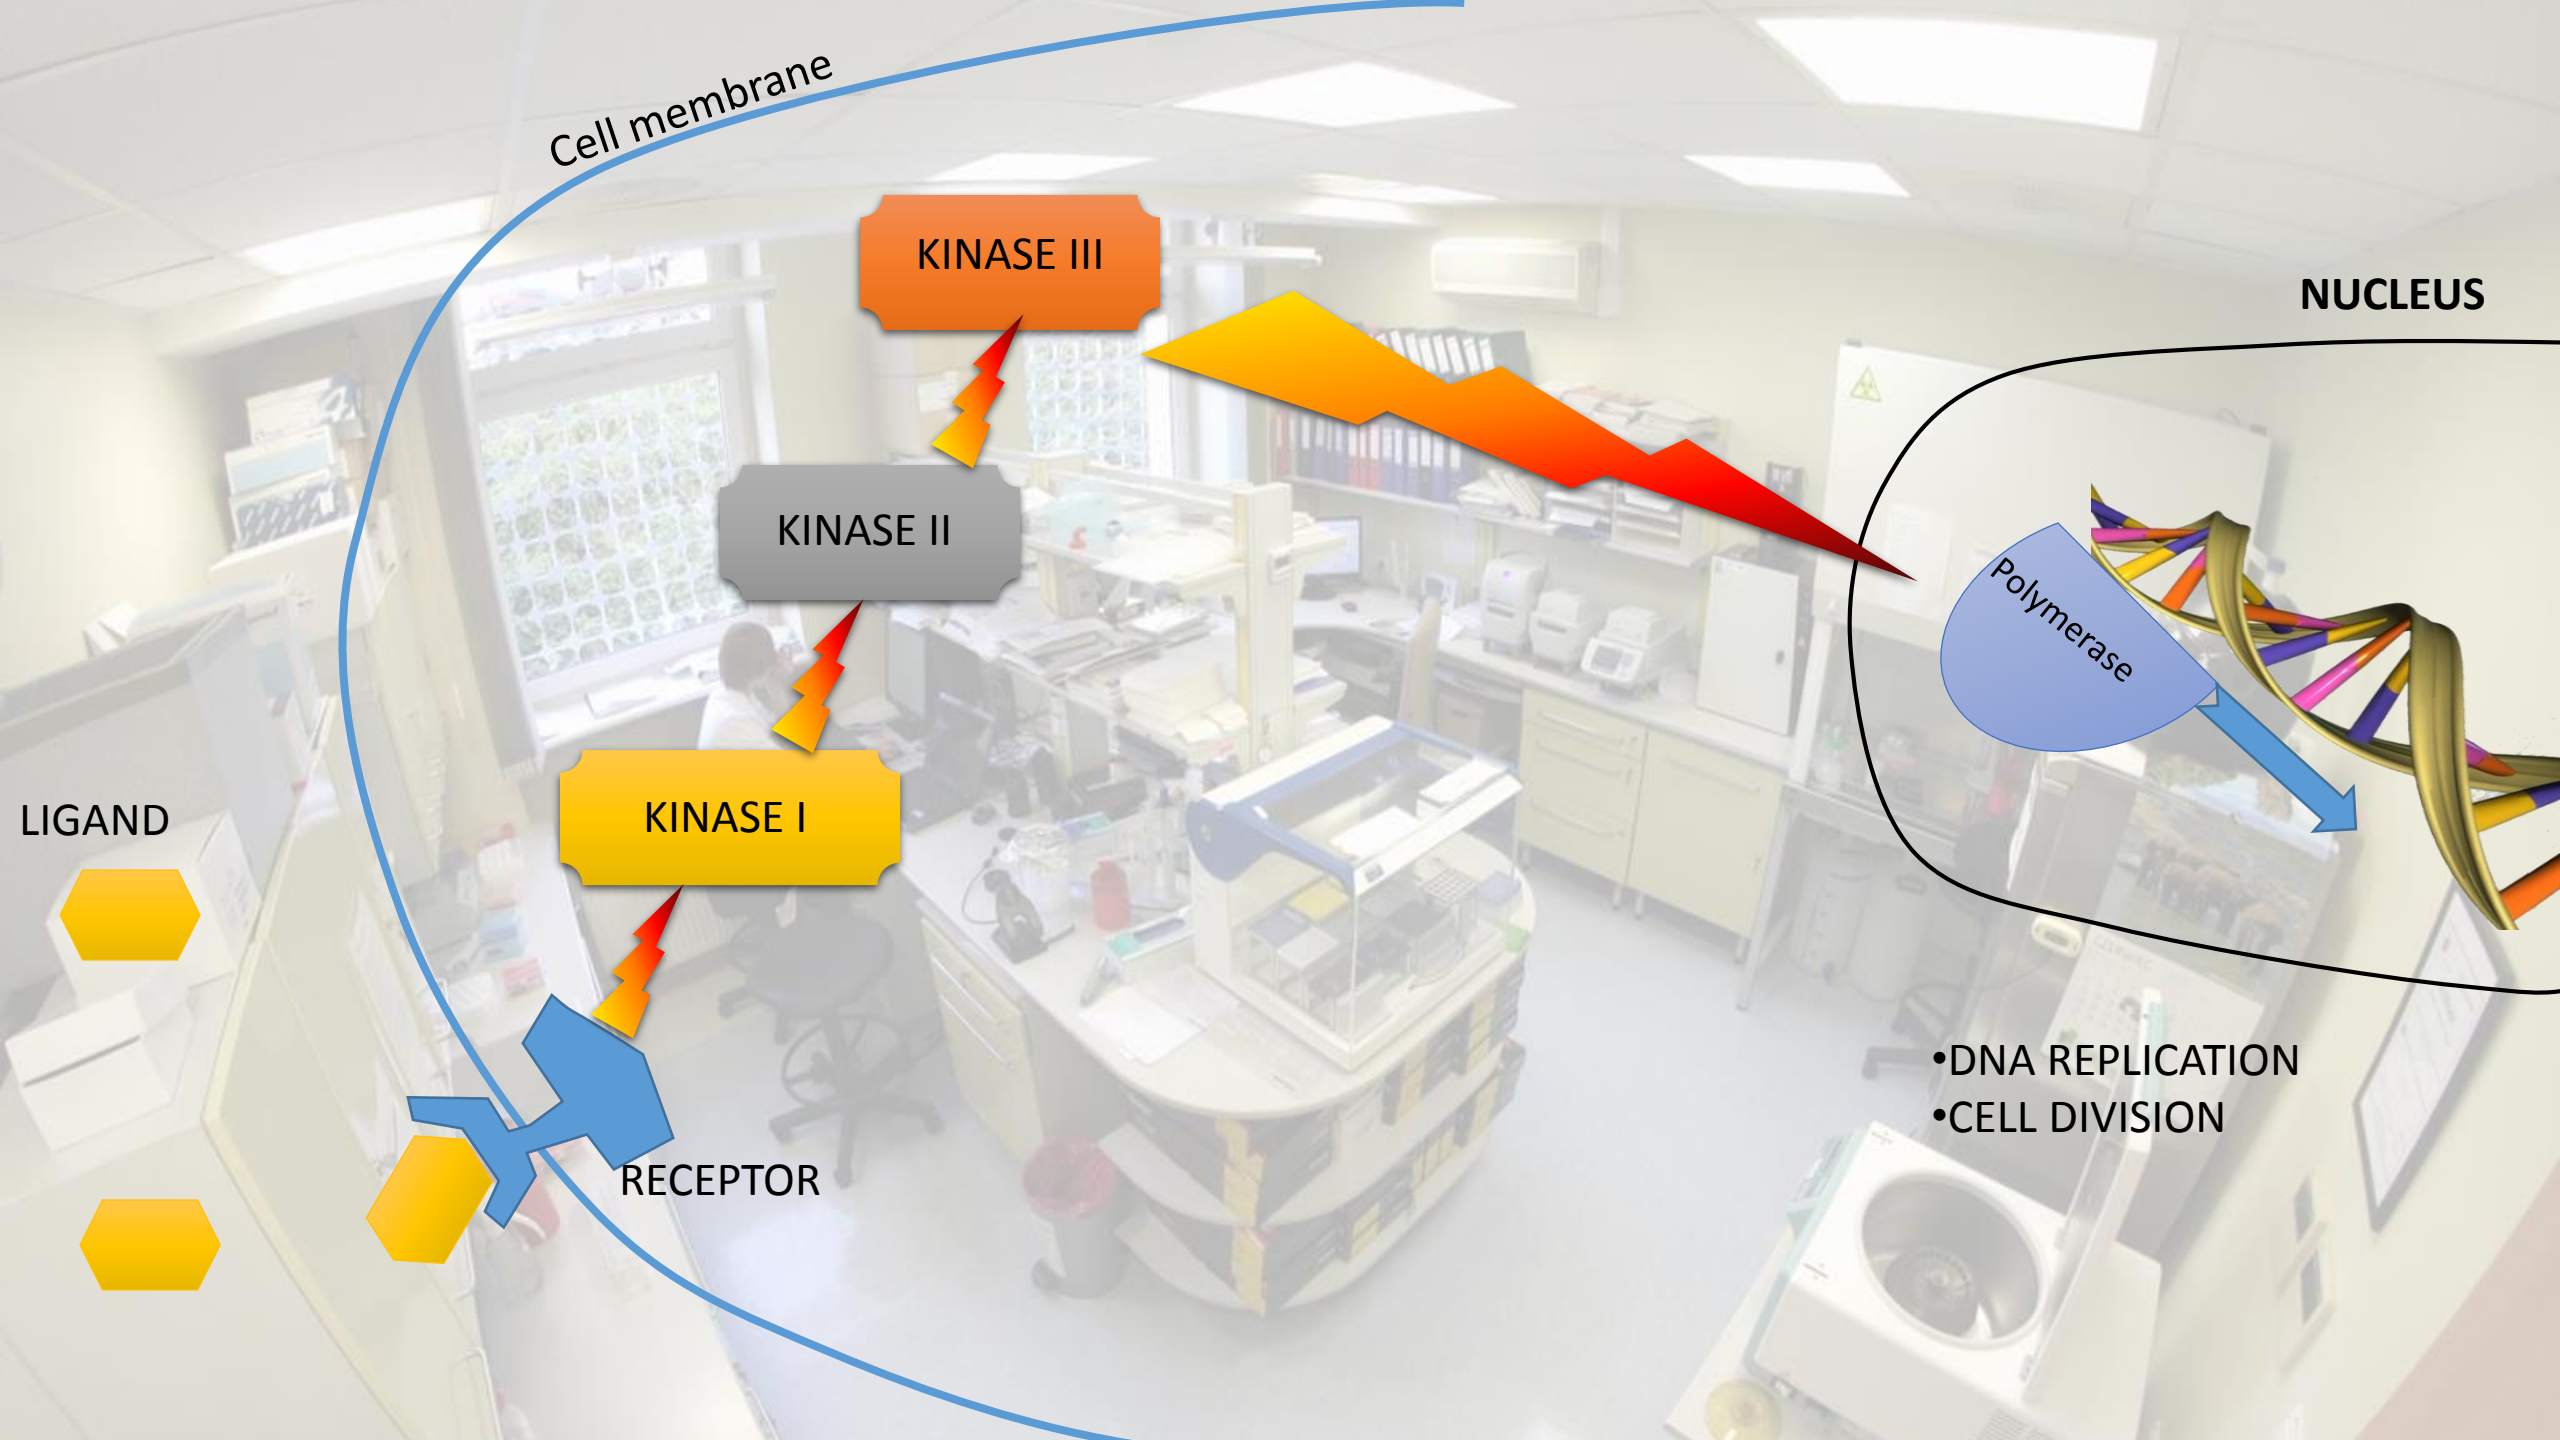 Cell membrane
KINASE III
NUCLEUS
KINASE II
Polymerase
KINASE I
LIGAND
RECEPTOR
•DNA REPLICATION
•CELL DIVISION